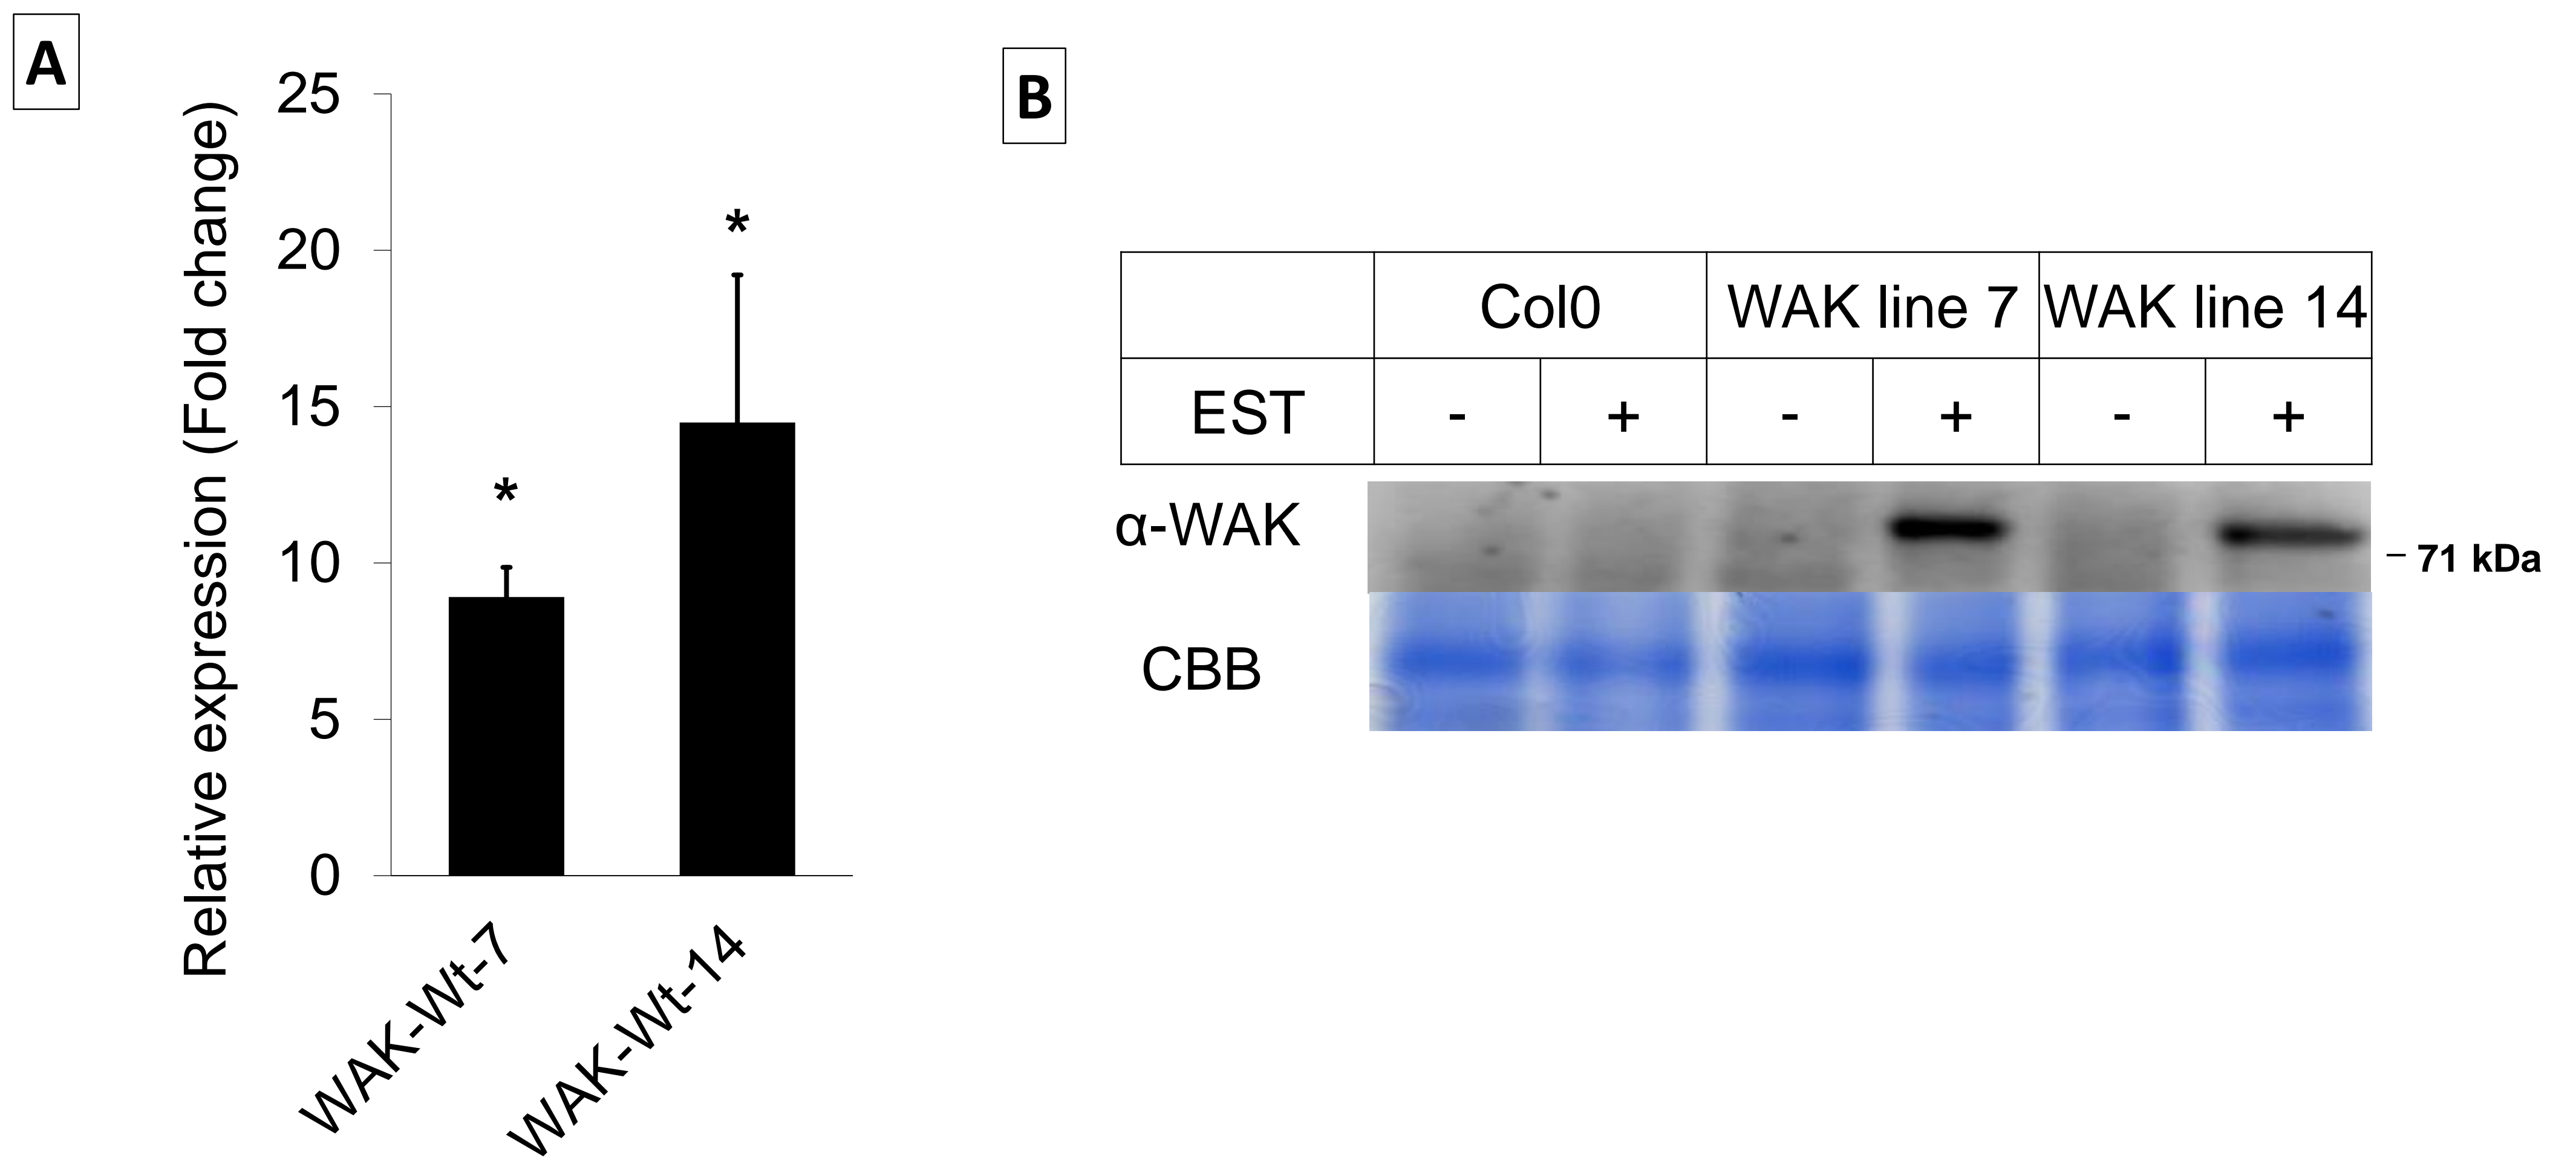 A
Relative expression (Fold change)
25
20
15
10
5
0
*
*
WAK-Wt-7
WAK-Wt-14
B
Col0 WAK line 7 WAK line 14
EST - + - + - +
α-WAK
– 71 kDa
CBB